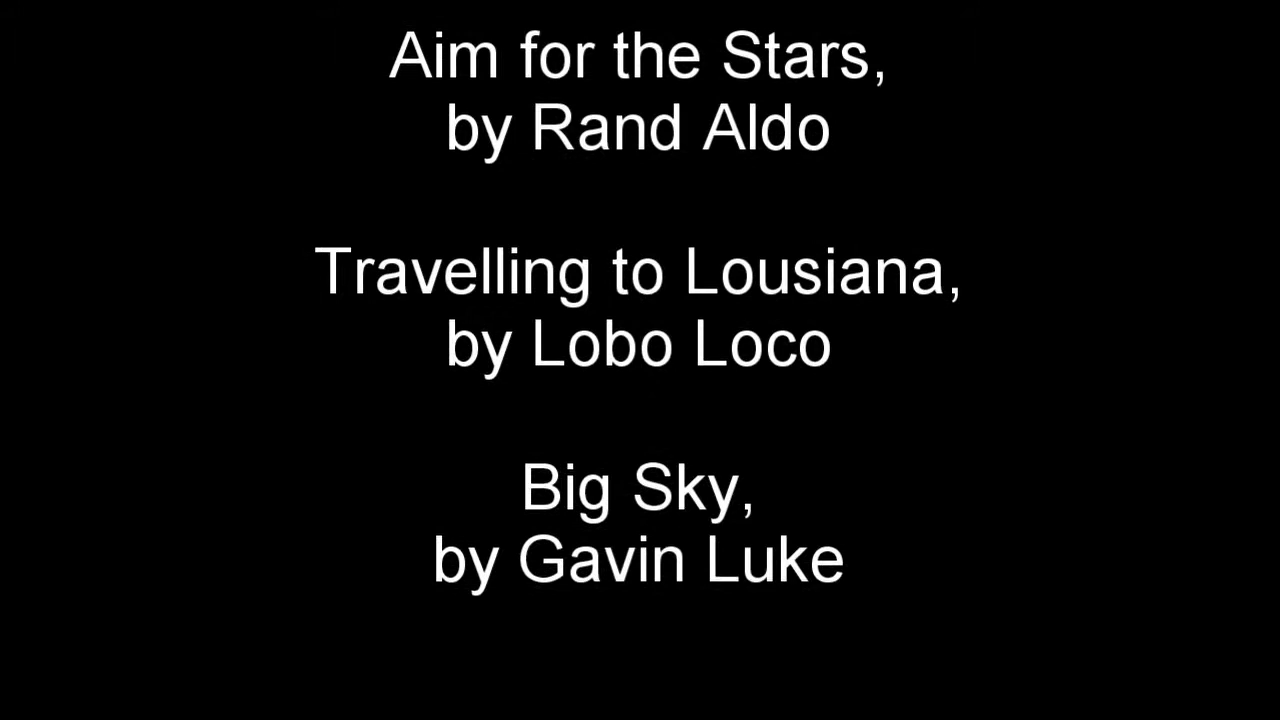 Aim for the Stars,
by Rand Aldo
Travelling to Lousiana,
by Lobo Loco
Big Sky,
by Gavin Luke